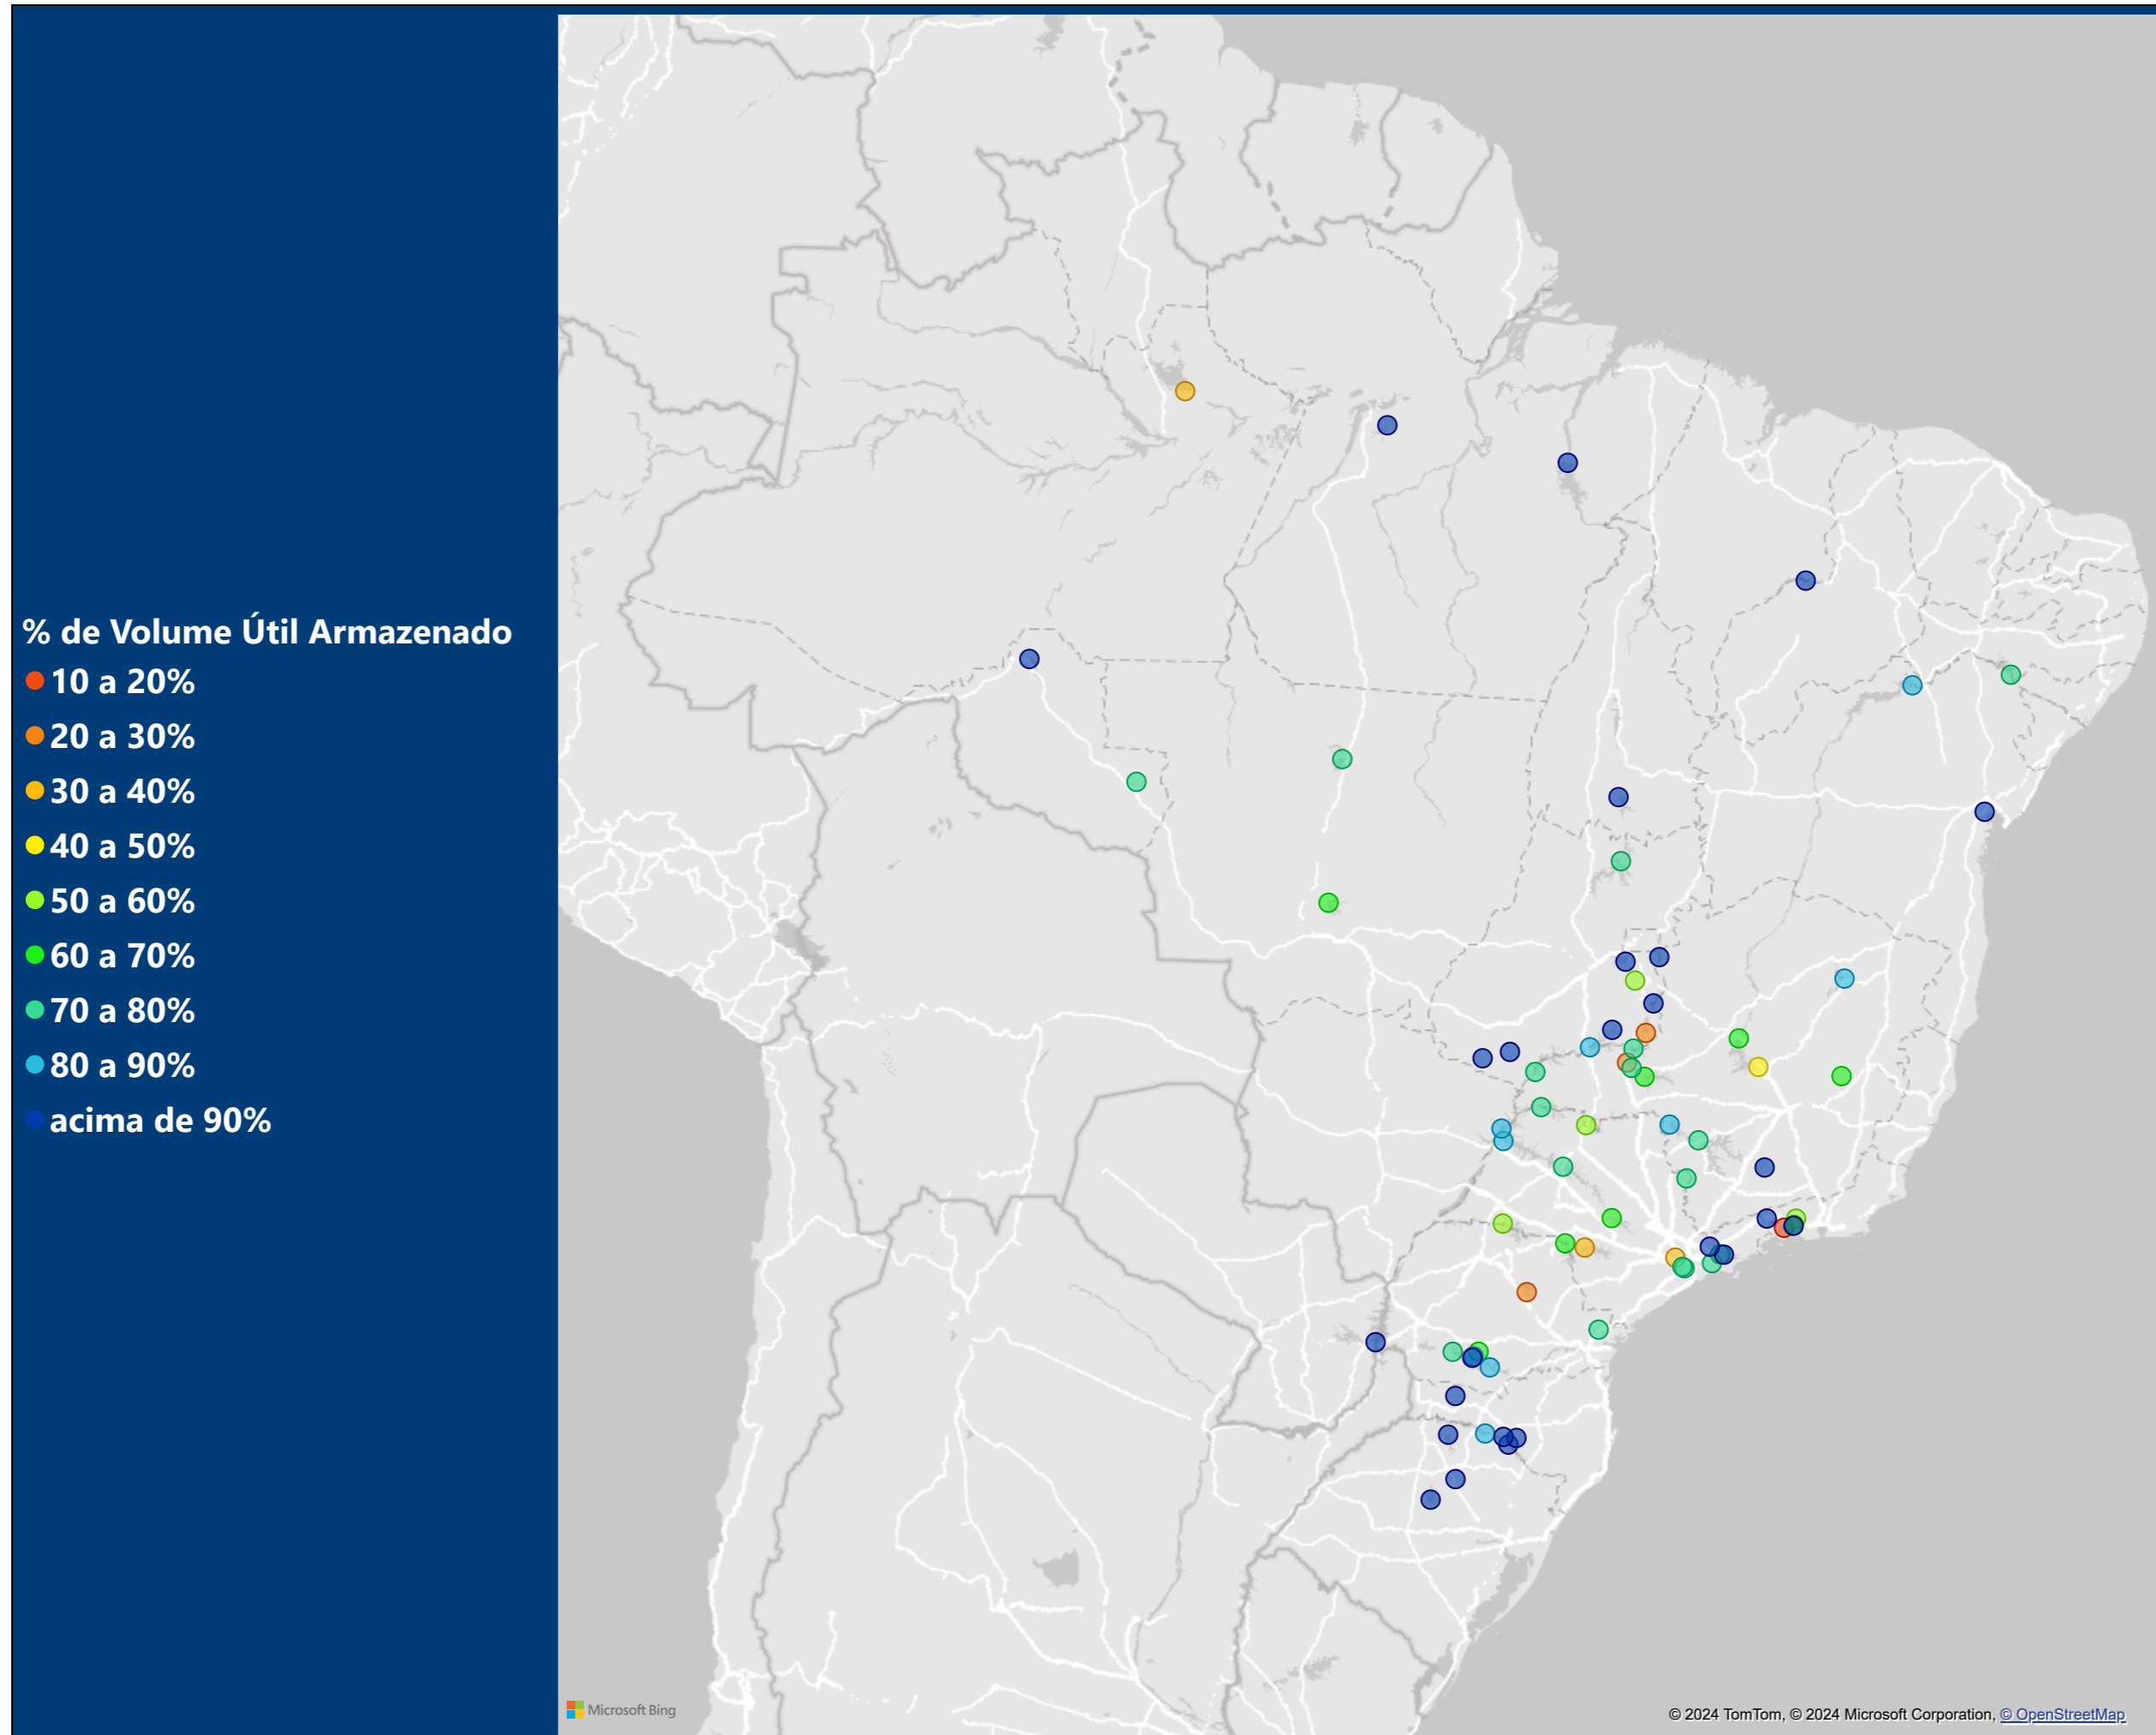 % de Volume Útil Armazenado
10 a 20%
20 a 30%
30 a 40%
40 a 50%
50 a 60%
60 a 70%
70 a 80%
80 a 90%
acima de 90%
Microsoft Bing
© 2024 TomTom, © 2024 Microsoft Corporation, © OpenStreetMap